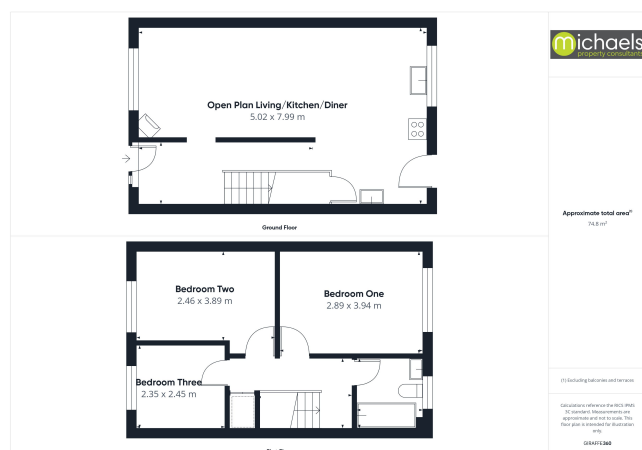 michaels
property consultants
Open Plan Living/Kitchen/Diner
5.02 x 7.99 m
Ground Floor
Approximate total area(1)
74.8 m²
Bedroom Two
2.46 x 3.89 m
Bedroom One
2.89 x 3.94 m
Bedroom Three
2.35 x 2.45 m
(1) Excluding balconies and terraces
Calculations reference the RICS IPMS
3C standard. Measurements are
approximate and not to scale. This
floor plan is intended for illustration
only.
GIRAFFE360